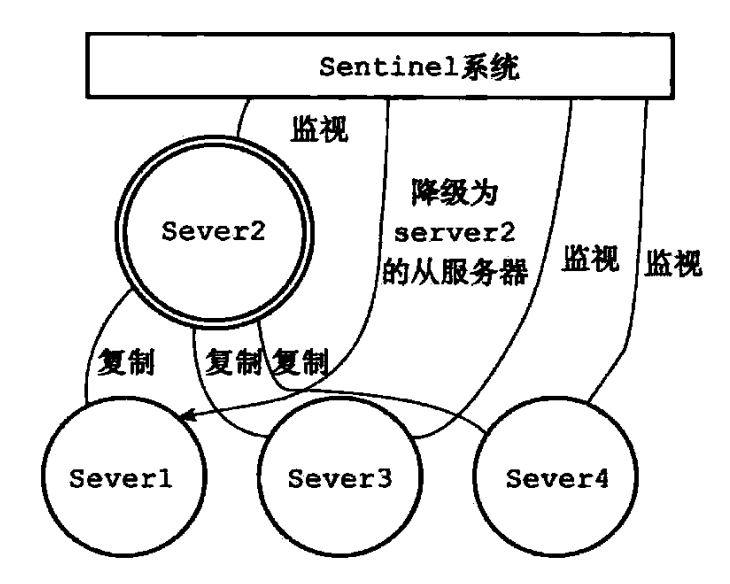 Sentinel系统
监视
Sever2
降级为
server2
的从服务器
监视
监视
复制
复制
复制
Sever1
Sever3
Sever4